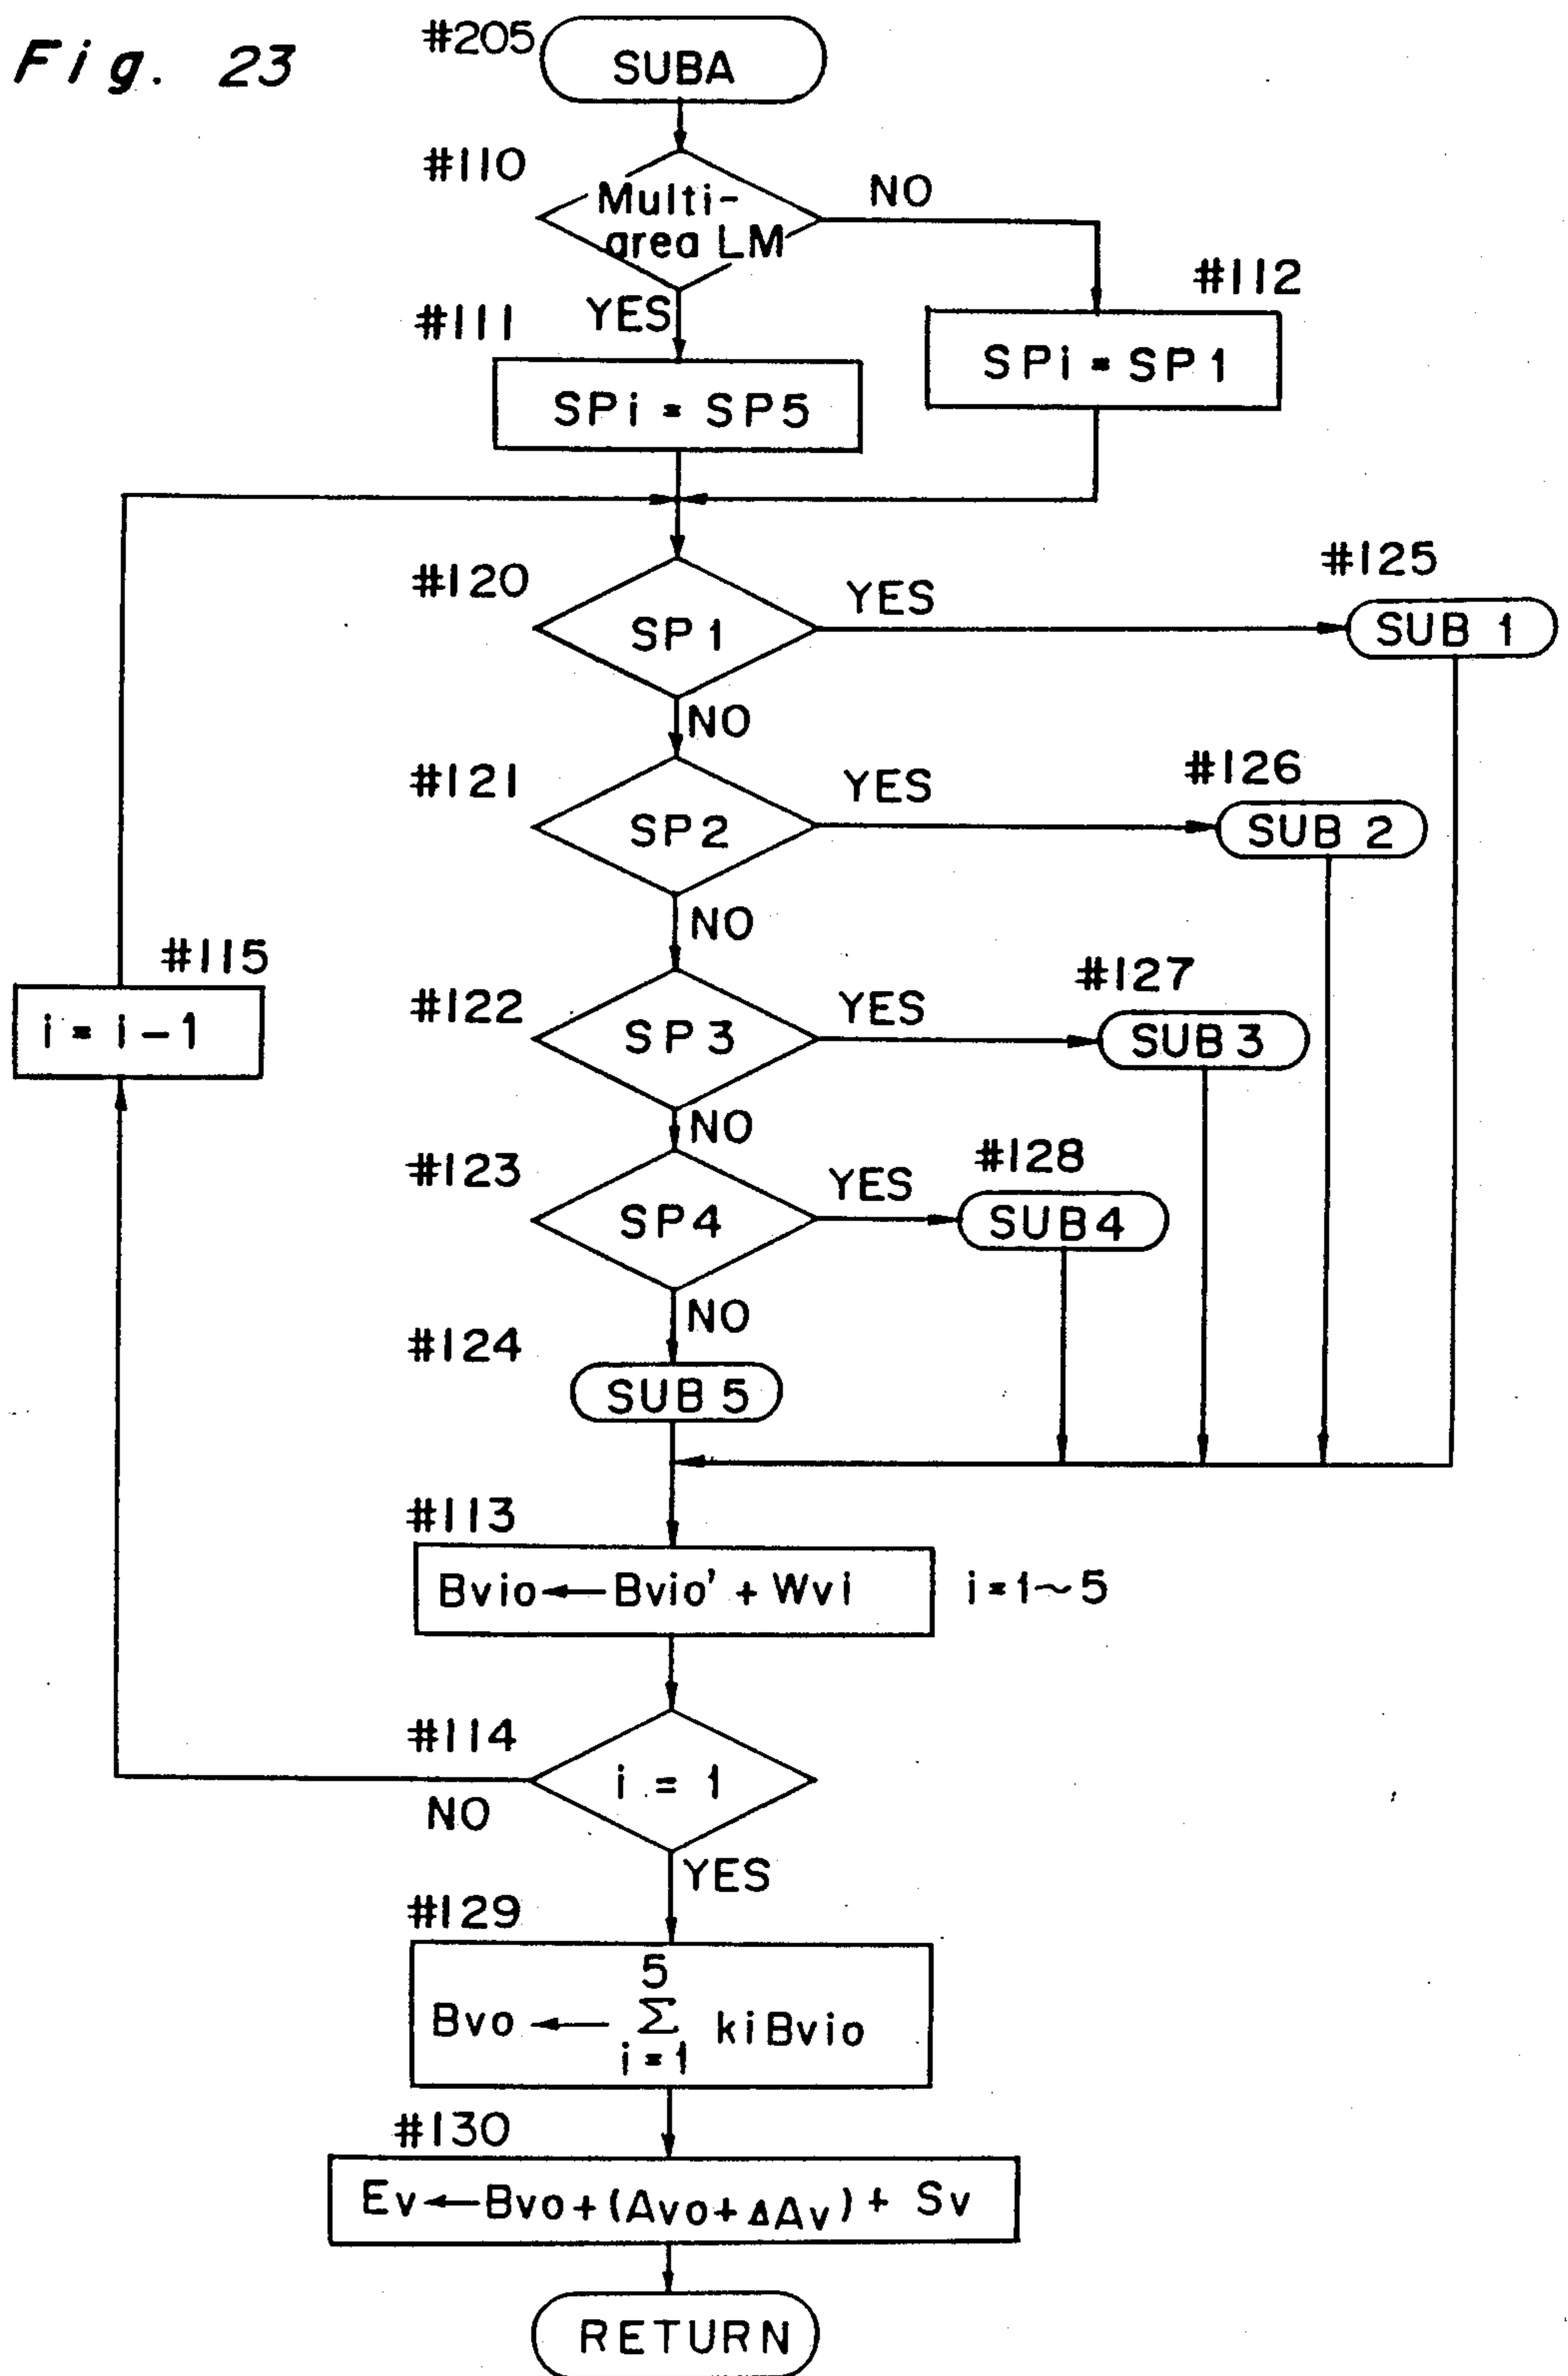 Fig. 23
#205
SUBA
#110
Multi-
area LM
NO
YES
#111
SPi = SP5
#112
SPi = SP1
#120
SP1
YES
#125
SUB 1
NO
#121
SP2
YES
#126
SUB 2
NO
#115
i = i - 1
#122
SP3
YES
#127
SUB 3
NO
#123
SP4
YES
#128
SUB 4
NO
#124
SUB 5
#113
Bvio ← Bvio' + Wvi
i = 1~5
#114
i = 1
NO
YES
#129
5
Bvo ← Σ kiBvio
i = 1
#130
Ev ← Bvo + (Avo + ΔAv) + Sv
RETURN